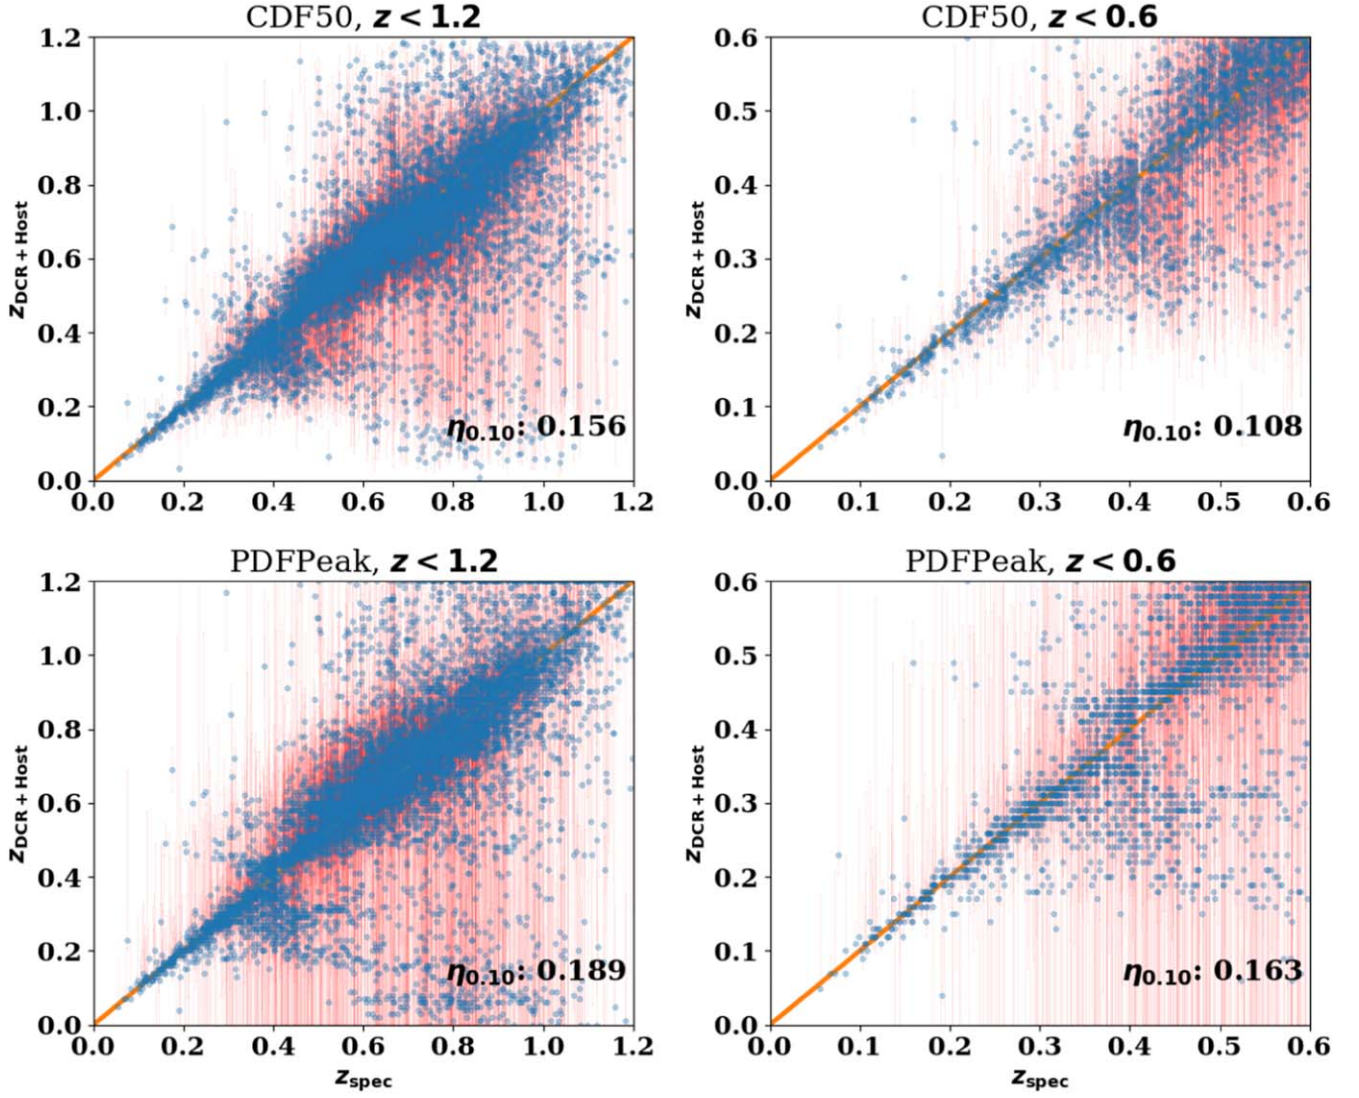 CDF50, z < 1.2
CDF50, z < 0.6
1.2
1.0
0.8
0.6
0.4
0.2
0.0
z_DCR + Host
η_0.10: 0.156
0.0 0.2 0.4 0.6 0.8 1.0 1.2
0.6
0.5
0.4
0.3
0.2
0.1
0.0
z_DCR + Host
η_0.10: 0.108
0.0 0.1 0.2 0.3 0.4 0.5 0.6
PDFPeak, z < 1.2
PDFPeak, z < 0.6
1.2
1.0
0.8
0.6
0.4
0.2
0.0
z_DCR + Host
η_0.10: 0.189
0.0 0.2 0.4 0.6 0.8 1.0 1.2
z_spec
0.6
0.5
0.4
0.3
0.2
0.1
0.0
z_DCR + Host
η_0.10: 0.163
0.0 0.1 0.2 0.3 0.4 0.5 0.6
z_spec